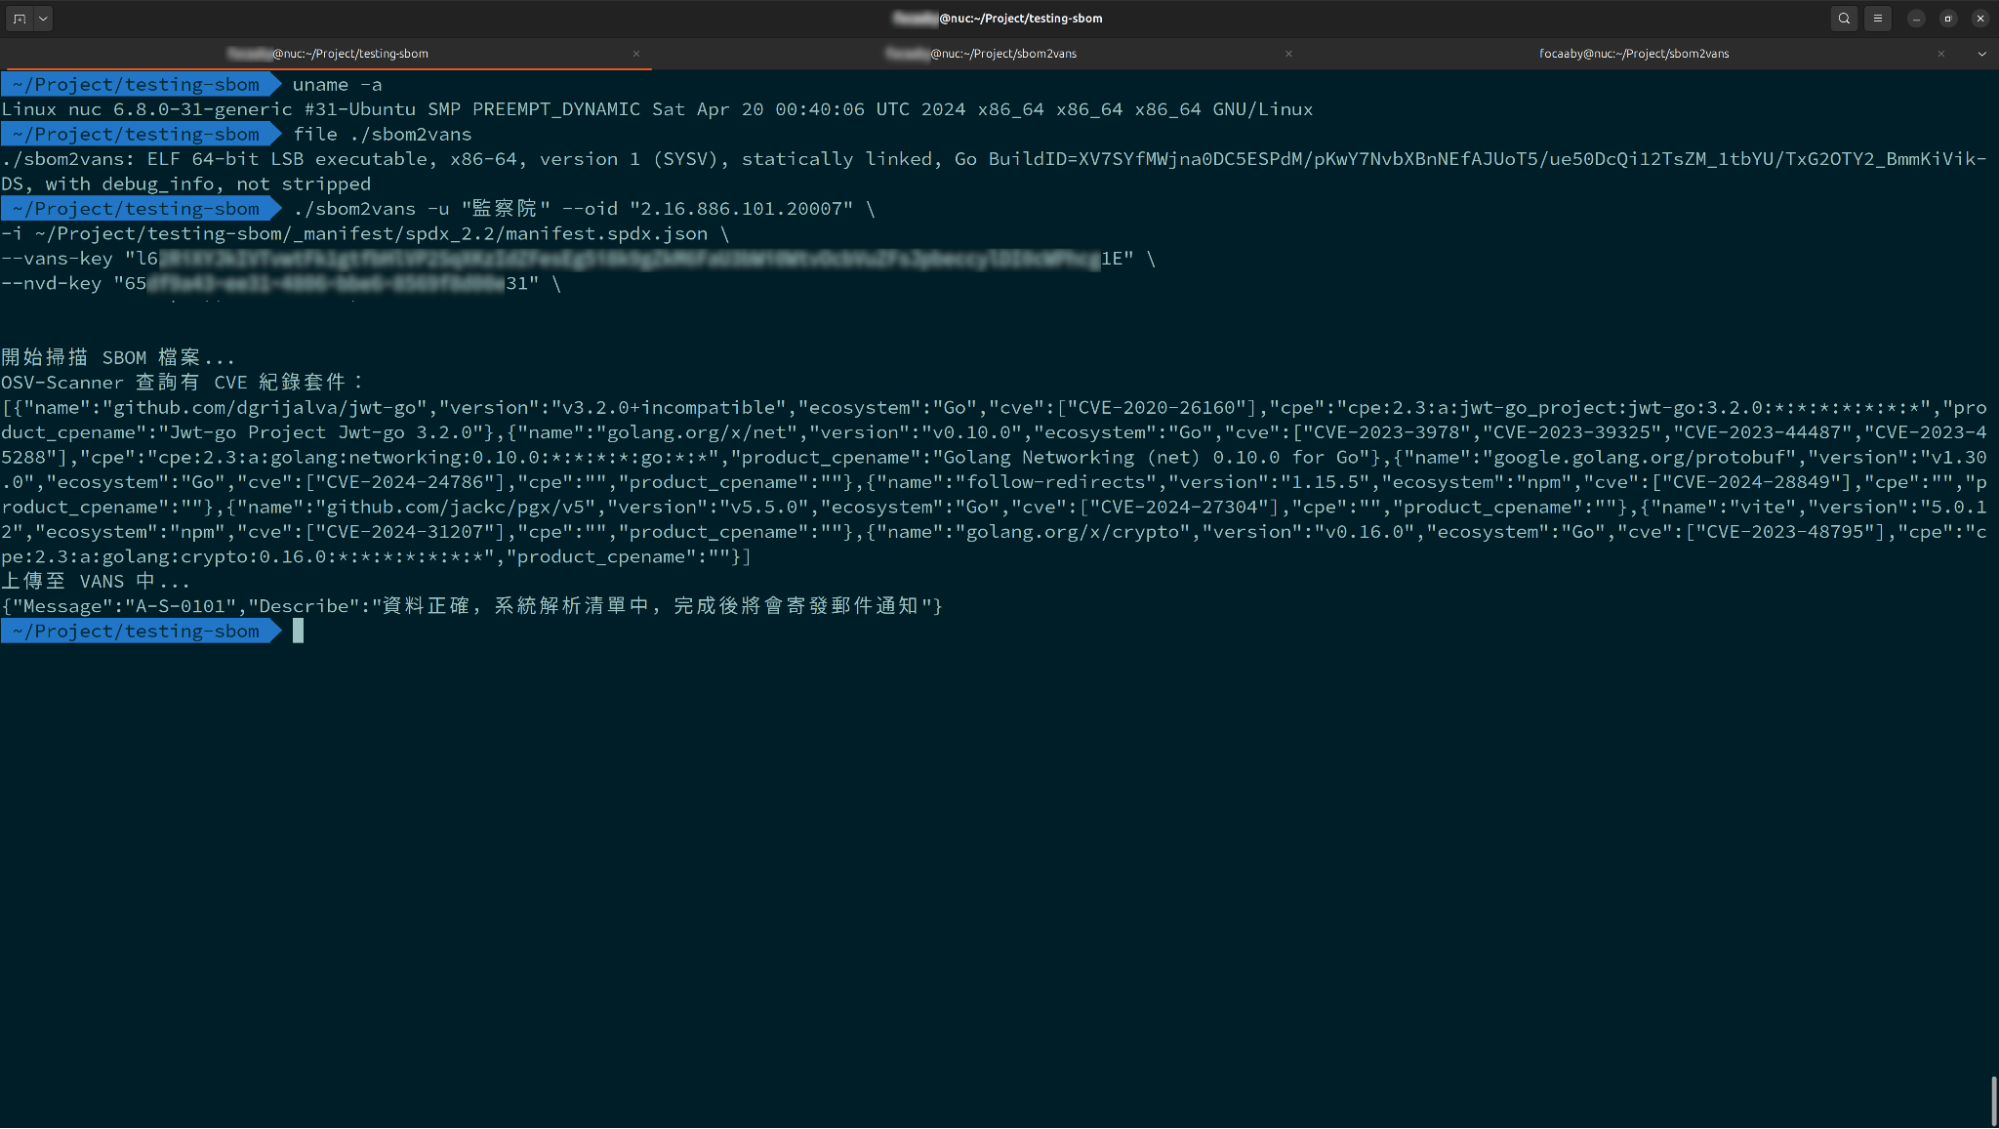 @nuc:~/Project/testing-sbom
@nuc:~/Project/testing-sbom
@nuc:~/Project/sbom2vans
focaaby@nuc:~/Project/sbom2vans
~/Project/testing-sbom uname -a
Linux nuc 6.8.0-31-generic #31-Ubuntu SMP PREEMPT_DYNAMIC Sat Apr 20 00:40:06 UTC 2024 x86_64 x86_64 x86_64 GNU/Linux
~/Project/testing-sbom file ./sbom2vans
./sbom2vans: ELF 64-bit LSB executable, x86-64, version 1 (SYSV), statically linked, Go BuildID=XV7SYfMWjna0DC5ESPdM/pKwY7NvbXBnNEfAJUoT5/ue50DcQi12TsZM_1tbYU/TxG2OTY2_BmmKiVik-
DS, with debug_info, not stripped
~/Project/testing-sbom ./sbom2vans -u "監察院" --oid "2.16.886.101.20007" \
-i ~/Project/testing-sbom/_manifest/spdx_2.2/manifest.spdx.json \
--vans-key "l6 1E" \
--nvd-key "65 31" \
開始掃描 SBOM 檔案...
OSV-Scanner 查詢有 CVE 紀錄套件：
[{"name":"github.com/dgrijalva/jwt-go","version":"v3.2.0+incompatible","ecosystem":"Go","cve":["CVE-2020-26160"],"cpe":"cpe:2.3:a:jwt-go_project:jwt-go:3.2.0:*:*:*:*:*:*:*","pro
duct_cpename":"Jwt-go Project Jwt-go 3.2.0"},{"name":"golang.org/x/net","version":"v0.10.0","ecosystem":"Go","cve":["CVE-2023-3978","CVE-2023-39325","CVE-2023-44487","CVE-2023-4
5288"],"cpe":"cpe:2.3:a:golang:networking:0.10.0:*:*:*:*:go:*:*","product_cpename":"Golang Networking (net) 0.10.0 for Go"},{"name":"google.golang.org/protobuf","version":"v1.30
.0","ecosystem":"Go","cve":["CVE-2024-24786"],"cpe":"","product_cpename":""},{"name":"follow-redirects","version":"1.15.5","ecosystem":"npm","cve":["CVE-2024-28849"],"cpe":"","p
roduct_cpename":""},{"name":"github.com/jackc/pgx/v5","version":"v5.5.0","ecosystem":"Go","cve":["CVE-2024-27304"],"cpe":"","product_cpename":""},{"name":"vite","version":"5.0.1
2","ecosystem":"npm","cve":["CVE-2024-31207"],"cpe":"","product_cpename":""},{"name":"golang.org/x/crypto","version":"v0.16.0","ecosystem":"Go","cve":["CVE-2023-48795"],"cpe":"c
pe:2.3:a:golang:crypto:0.16.0:*:*:*:*:*:*:*","product_cpename":""}]
上傳至 VANS 中...
{"Message":"A-S-0101","Describe":"資料正確，系統解析清單中，完成後將會寄發郵件通知"}
~/Project/testing-sbom